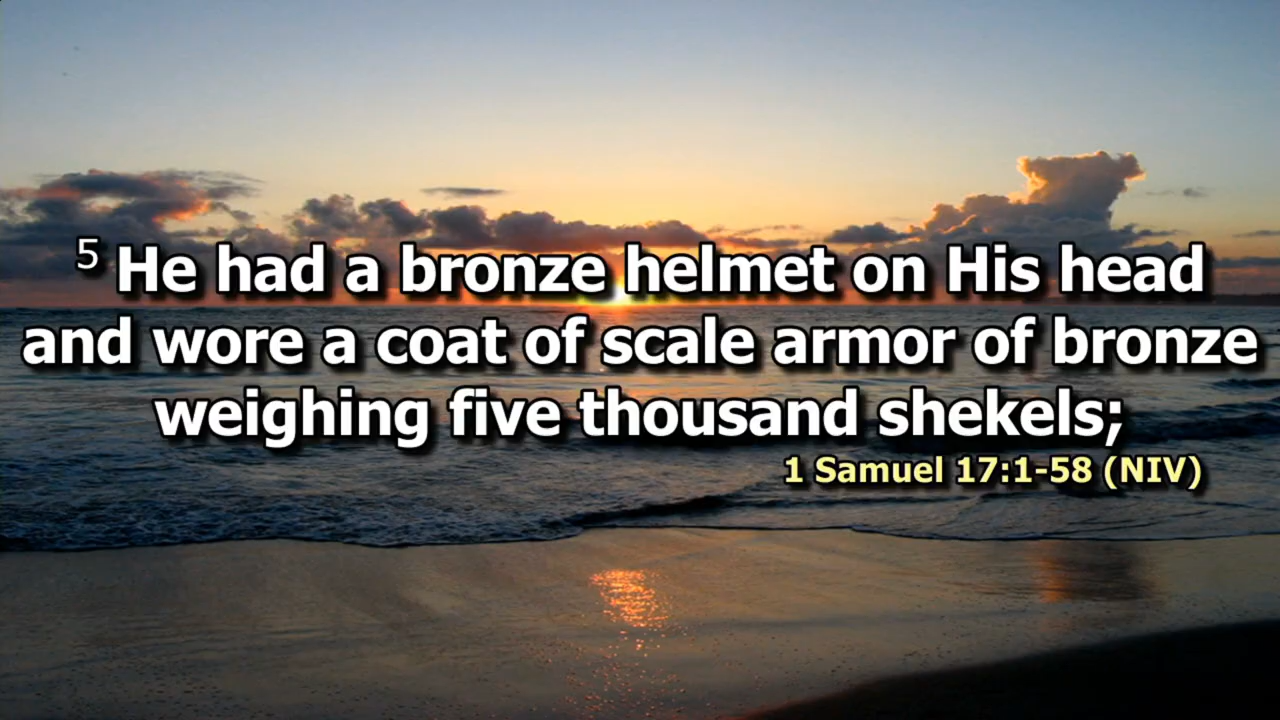 5 He had a bronze helmet on His head
and wore a coat of scale armor of bronze
weighing five thousand shekels;
1 Samuel 17:1-58 (NIV)